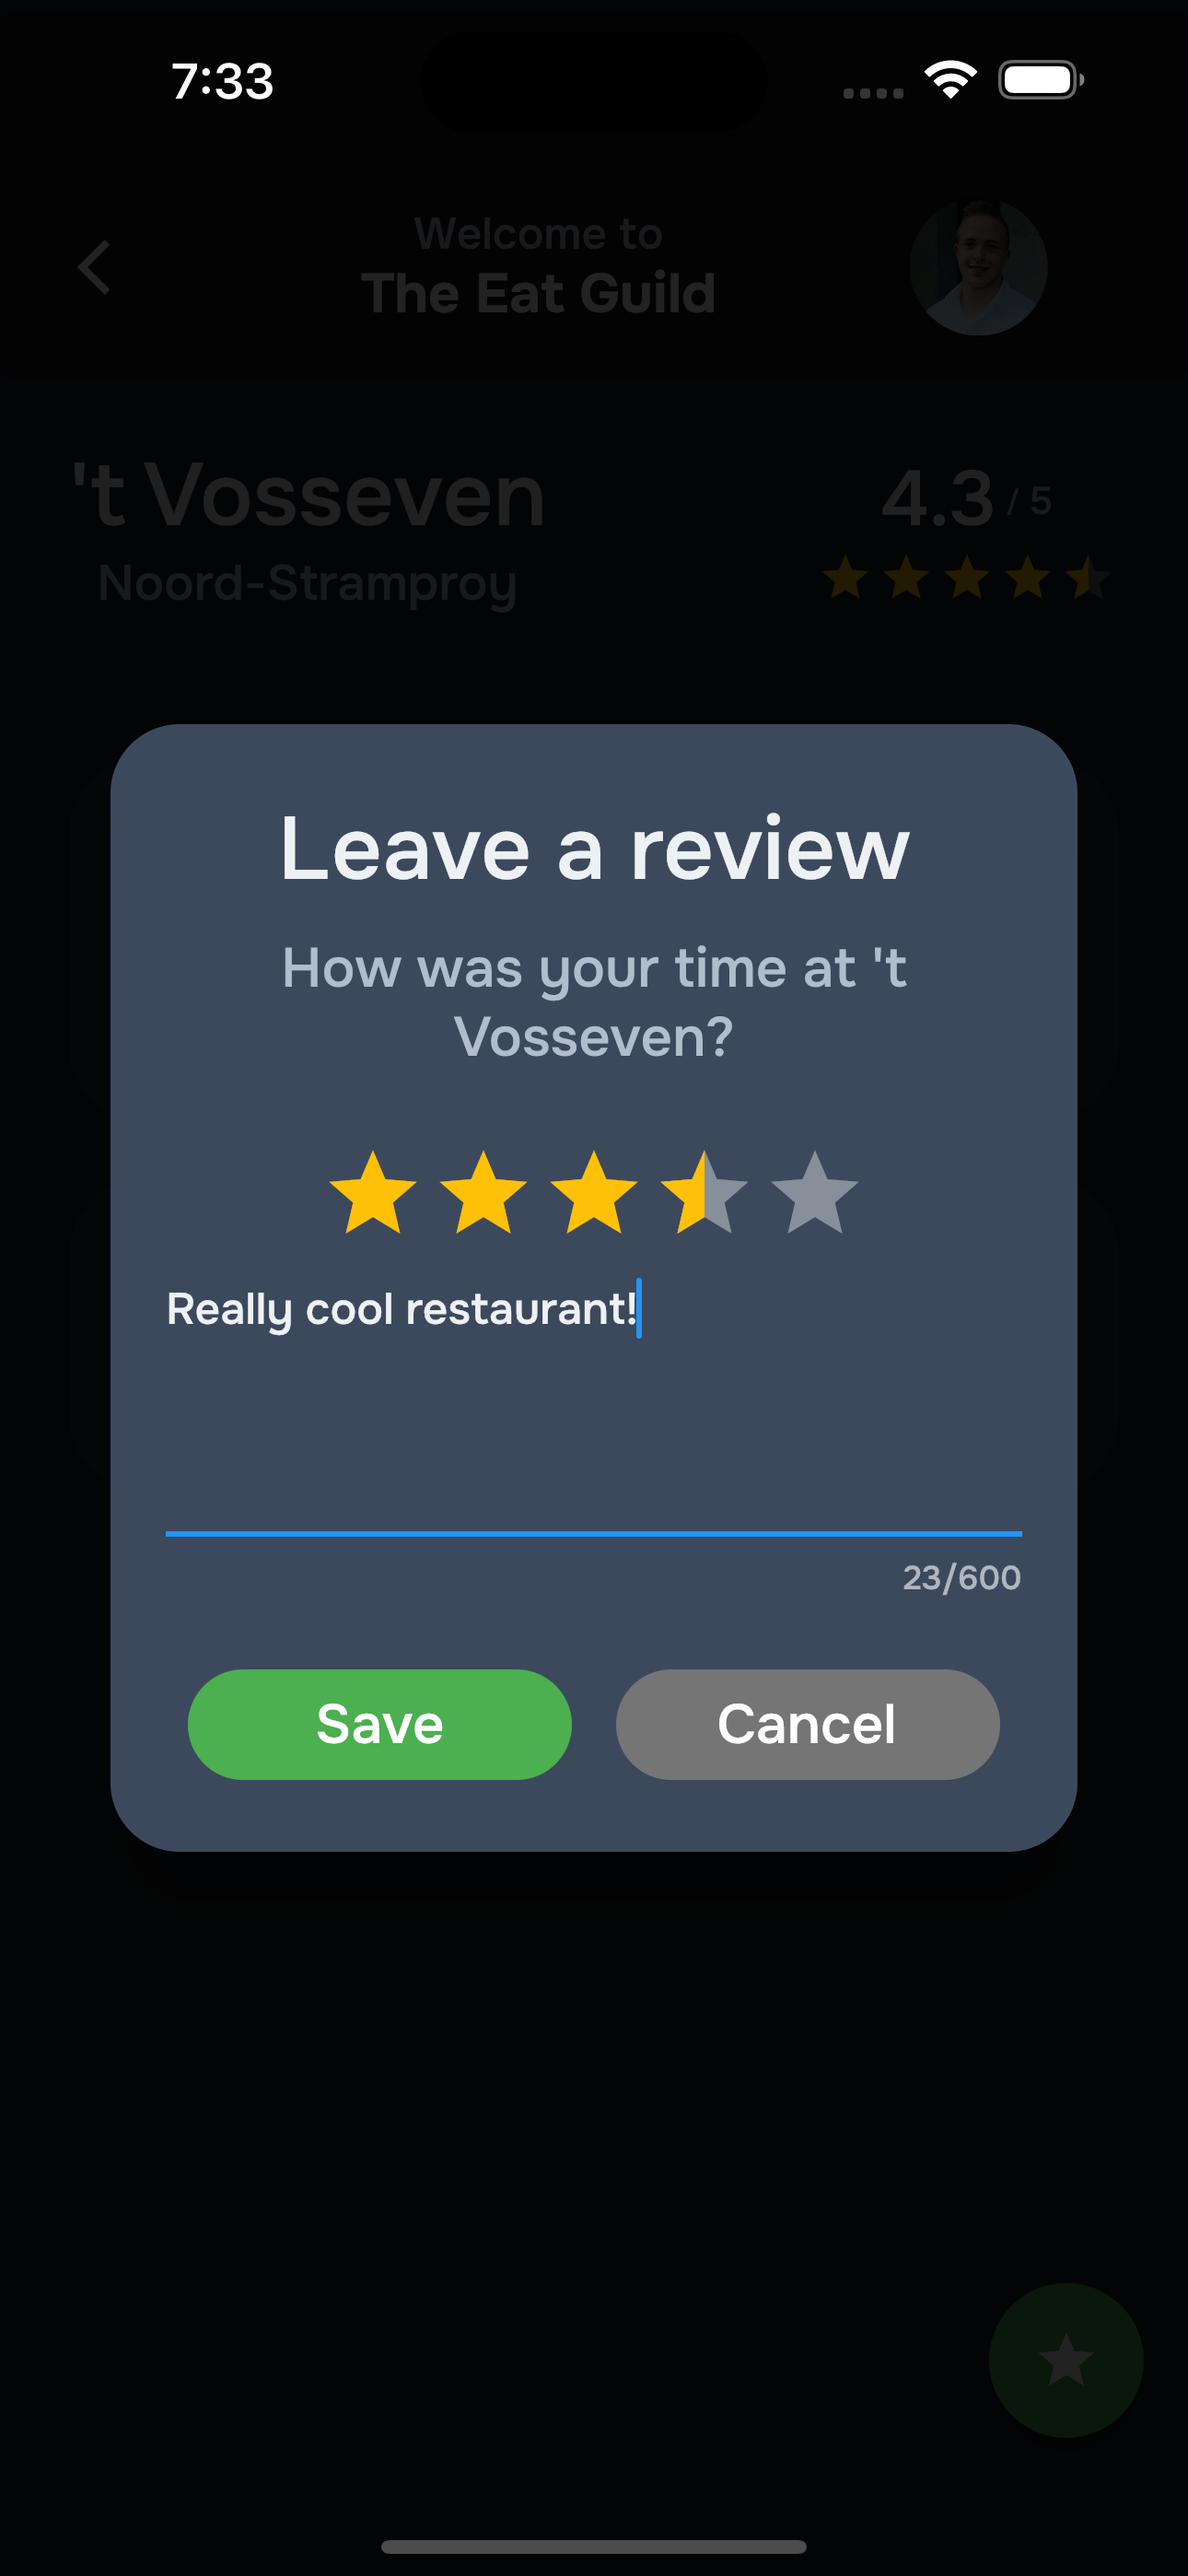 7:33
Welcome to
The Eat Guild
't Vosseven
4.3 / 5
Noord-Stramproy
Leave a review
How was your time at 't
Vosseven?
Really cool restaurant!
23/600
Save
Cancel